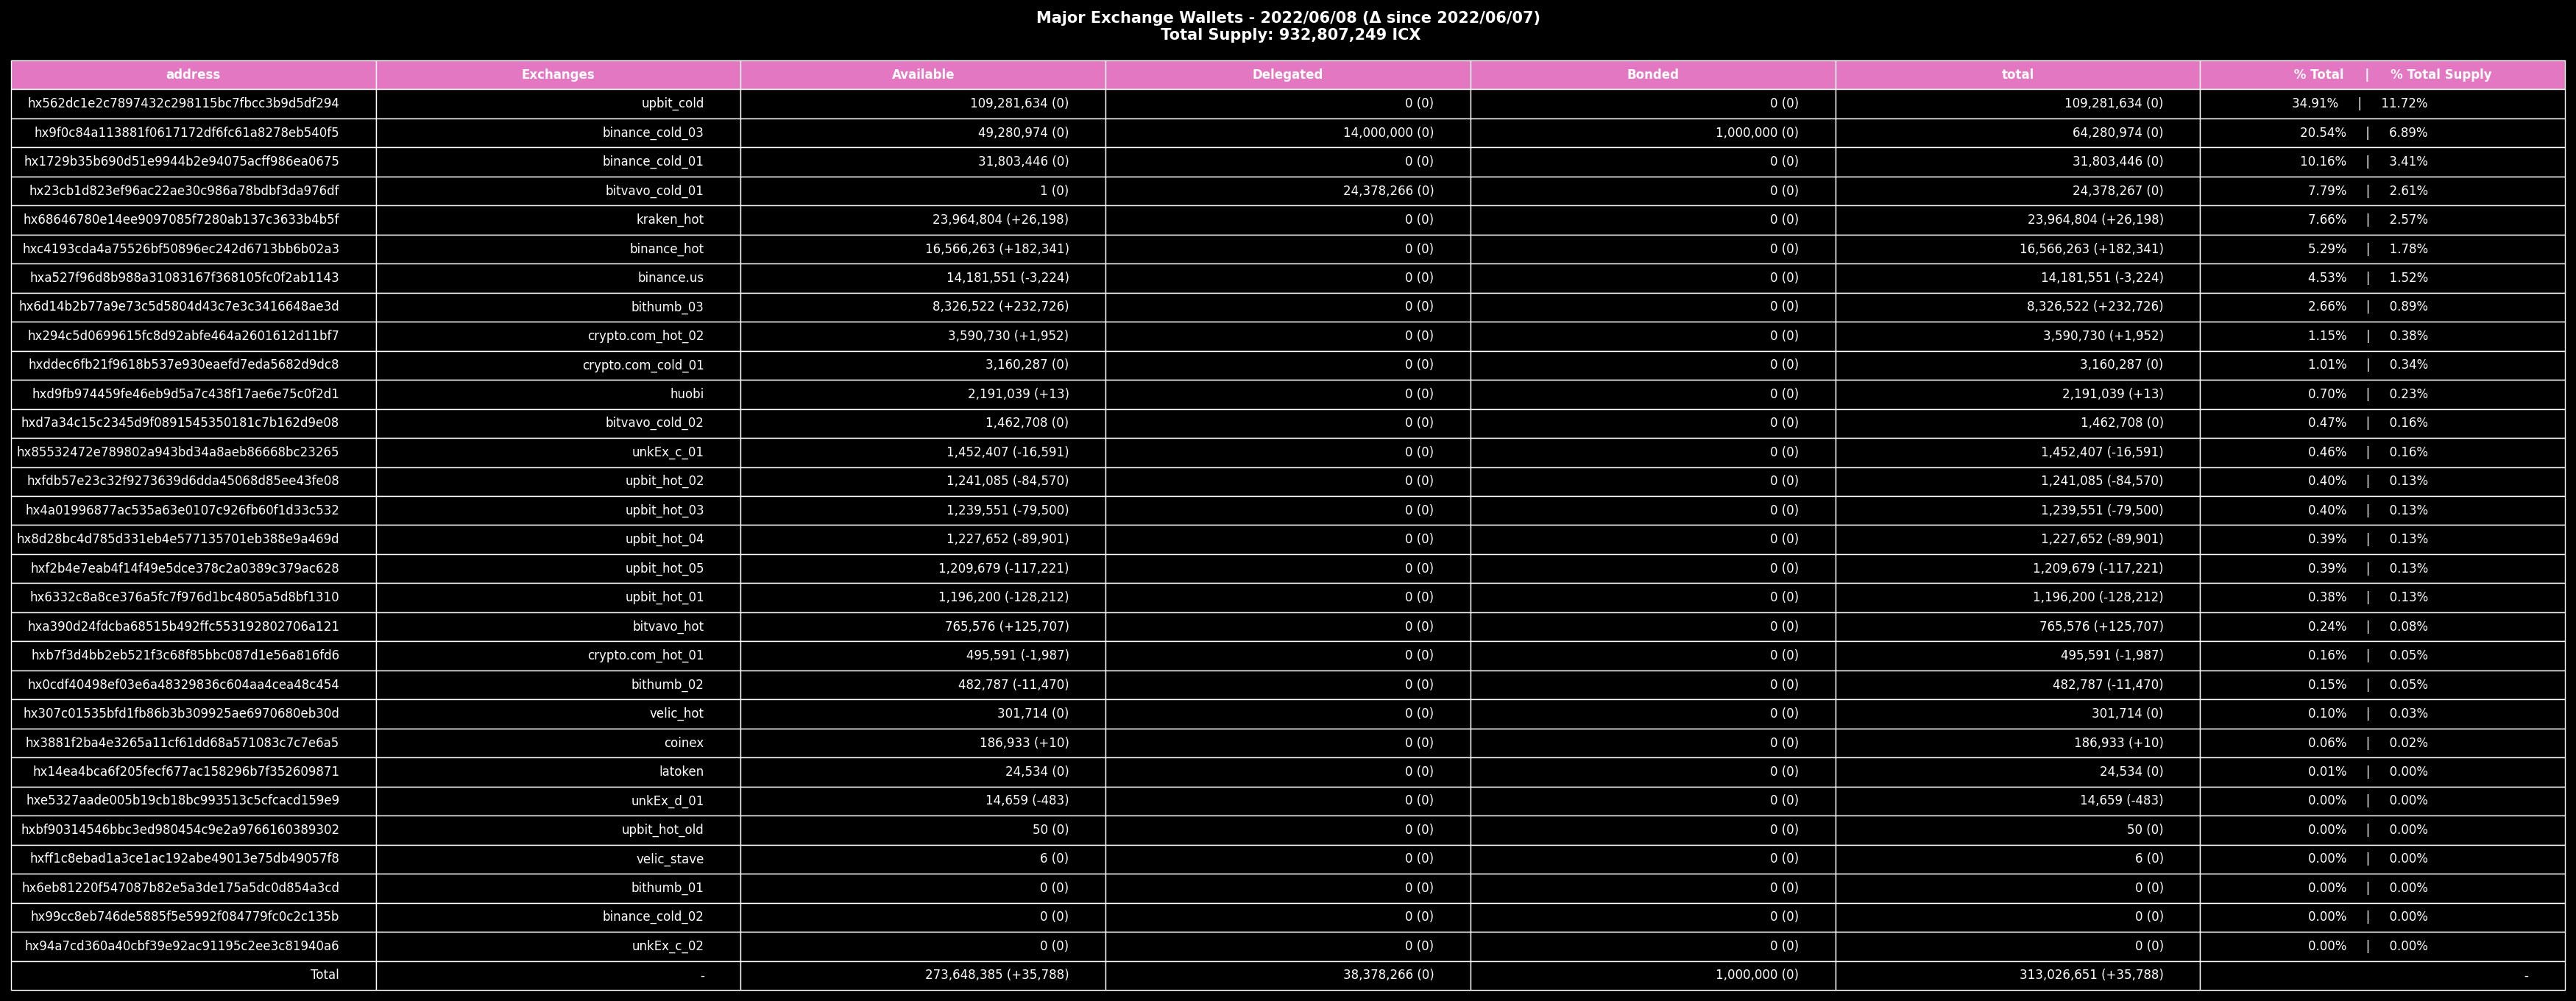 Major Exchange Wallets - 2022/06/08 (Δ since 2022/06/07)
Total Supply: 932,807,249 ICX
address Exchanges Available Delegated Bonded total % Total | % Total Supply
hx562dc1e2c7897432c298115bc7fbcc3b9d5df294 upbit_cold 109,281,634 (0) 0 (0) 0 (0) 109,281,634 (0) 34.91% | 11.72%
hx9f0c84a113881f0617172df6fc61a8278eb540f5 binance_cold_03 49,280,974 (0) 14,000,000 (0) 1,000,000 (0) 64,280,974 (0) 20.54% | 6.89%
hx1729b35b690d51e9944b2e94075acff986ea0675 binance_cold_01 31,803,446 (0) 0 (0) 0 (0) 31,803,446 (0) 10.16% | 3.41%
hx23cb1d823ef96ac22ae30c986a78bdbf3da976df bitvavo_cold_01 1 (0) 24,378,266 (0) 0 (0) 24,378,267 (0) 7.79% | 2.61%
hx68646780e14ee9097085f7280ab137c3633b4b5f kraken_hot 23,964,804 (+26,198) 0 (0) 0 (0) 23,964,804 (+26,198) 7.66% | 2.57%
hxc4193cda4a75526bf50896ec242d6713bb6b02a3 binance_hot 16,566,263 (+182,341) 0 (0) 0 (0) 16,566,263 (+182,341) 5.29% | 1.78%
hxa527f96d8b988a31083167f368105fc0f2ab1143 binance.us 14,181,551 (-3,224) 0 (0) 0 (0) 14,181,551 (-3,224) 4.53% | 1.52%
hx6d14b2b77a9e73c5d5804d43c7e3c3416648ae3d bithumb_03 8,326,522 (+232,726) 0 (0) 0 (0) 8,326,522 (+232,726) 2.66% | 0.89%
hx294c5d0699615fc8d92abfe464a2601612d11bf7 crypto.com_hot_02 3,590,730 (+1,952) 0 (0) 0 (0) 3,590,730 (+1,952) 1.15% | 0.38%
hxddec6fb21f9618b537e930eaefd7eda5682d9dc8 crypto.com_cold_01 3,160,287 (0) 0 (0) 0 (0) 3,160,287 (0) 1.01% | 0.34%
hxd9fb974459fe46eb9d5a7c438f17ae6e75c0f2d1 huobi 2,191,039 (+13) 0 (0) 0 (0) 2,191,039 (+13) 0.70% | 0.23%
hxd7a34c15c2345d9f0891545350181c7b162d9e08 bitvavo_cold_02 1,462,708 (0) 0 (0) 0 (0) 1,462,708 (0) 0.47% | 0.16%
hx85532472e789802a943bd34a8aeb86668bc23265 unkEx_c_01 1,452,407 (-16,591) 0 (0) 0 (0) 1,452,407 (-16,591) 0.46% | 0.16%
hxfdb57e23c32f9273639d6dda45068d85ee43fe08 upbit_hot_02 1,241,085 (-84,570) 0 (0) 0 (0) 1,241,085 (-84,570) 0.40% | 0.13%
hx4a01996877ac535a63e0107c926fb60f1d33c532 upbit_hot_03 1,239,551 (-79,500) 0 (0) 0 (0) 1,239,551 (-79,500) 0.40% | 0.13%
hx8d28bc4d785d331eb4e577135701eb388e9a469d upbit_hot_04 1,227,652 (-89,901) 0 (0) 0 (0) 1,227,652 (-89,901) 0.39% | 0.13%
hxf2b4e7eab4f14f49e5dce378c2a0389c379ac628 upbit_hot_05 1,209,679 (-117,221) 0 (0) 0 (0) 1,209,679 (-117,221) 0.39% | 0.13%
hx6332c8a8ce376a5fc7f976d1bc4805a5d8bf1310 upbit_hot_01 1,196,200 (-128,212) 0 (0) 0 (0) 1,196,200 (-128,212) 0.38% | 0.13%
hxa390d24fdcba68515b492ffc553192802706a121 bitvavo_hot 765,576 (+125,707) 0 (0) 0 (0) 765,576 (+125,707) 0.24% | 0.08%
hxb7f3d4bb2eb521f3c68f85bbc087d1e56a816fd6 crypto.com_hot_01 495,591 (-1,987) 0 (0) 0 (0) 495,591 (-1,987) 0.16% | 0.05%
hx0cdf40498ef03e6a48329836c604aa4cea48c454 bithumb_02 482,787 (-11,470) 0 (0) 0 (0) 482,787 (-11,470) 0.15% | 0.05%
hx307c01535bfd1fb86b3b309925ae6970680eb30d velic_hot 301,714 (0) 0 (0) 0 (0) 301,714 (0) 0.10% | 0.03%
hx3881f2ba4e3265a11cf61dd68a571083c7c7e6a5 coinex 186,933 (+10) 0 (0) 0 (0) 186,933 (+10) 0.06% | 0.02%
hx14ea4bca6f205fecf677ac158296b7f352609871 latoken 24,534 (0) 0 (0) 0 (0) 24,534 (0) 0.01% | 0.00%
hxe5327aade005b19cb18bc993513c5cfcacd159e9 unkEx_d_01 14,659 (-483) 0 (0) 0 (0) 14,659 (-483) 0.00% | 0.00%
hxbf90314546bbc3ed980454c9e2a9766160389302 upbit_hot_old 50 (0) 0 (0) 0 (0) 50 (0) 0.00% | 0.00%
hxff1c8ebad1a3ce1ac192abe49013e75db49057f8 velic_stave 6 (0) 0 (0) 0 (0) 6 (0) 0.00% | 0.00%
hx6eb81220f547087b82e5a3de175a5dc0d854a3cd bithumb_01 0 (0) 0 (0) 0 (0) 0 (0) 0.00% | 0.00%
hx99cc8eb746de5885f5e5992f084779fc0c2c135b binance_cold_02 0 (0) 0 (0) 0 (0) 0 (0) 0.00% | 0.00%
hx94a7cd360a40cbf39e92ac91195c2ee3c81940a6 unkEx_c_02 0 (0) 0 (0) 0 (0) 0 (0) 0.00% | 0.00%
Total - 273,648,385 (+35,788) 38,378,266 (0) 1,000,000 (0) 313,026,651 (+35,788) -